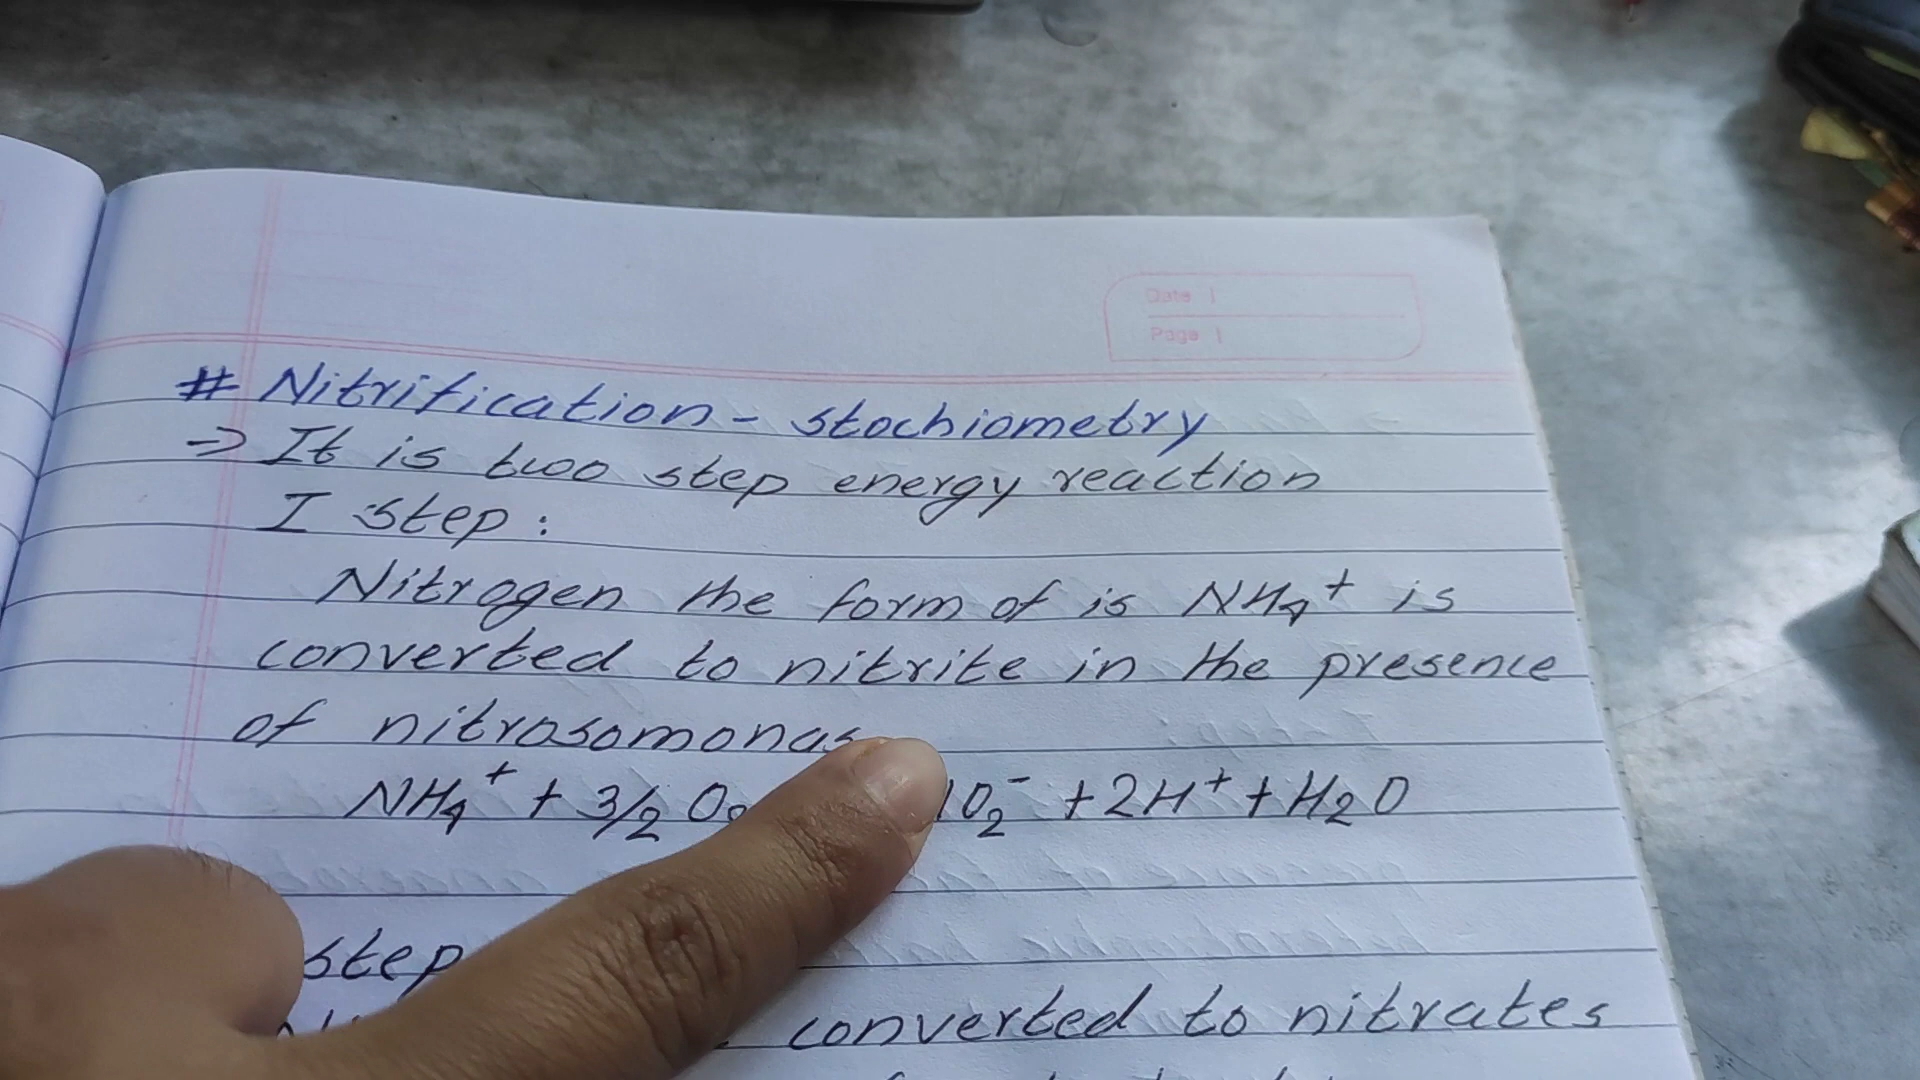 Date |
Page |
# Nitrification - stochiometry
=> It is two step energy reaction
I step :
Nitrogen the form of is NH4+ is
converted to nitrite in the presence
of nitrosomonas
NH4+ + 3/2 O2 O2- + 2H+ + H2O
step
converted to nitrates